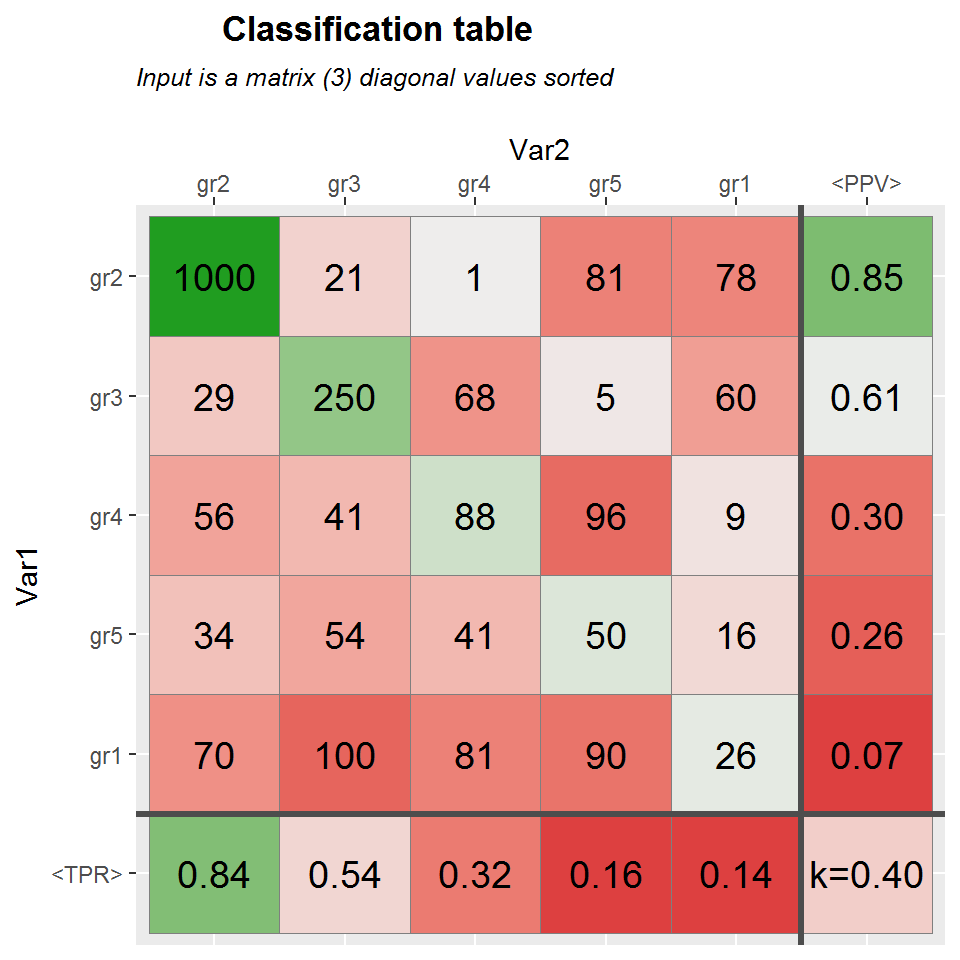 Classification table
Input is a matrix (3) diagonal values sorted
Var2
gr2 gr3 gr4 gr5 gr1 <PPV>
gr2 1000 21 1 81 78 0.85
gr3 29 250 68 5 60 0.61
gr4 56 41 88 96 9 0.30
Var1
gr5 34 54 41 50 16 0.26
gr1 70 100 81 90 26 0.07
<TPR> 0.84 0.54 0.32 0.16 0.14 k=0.40